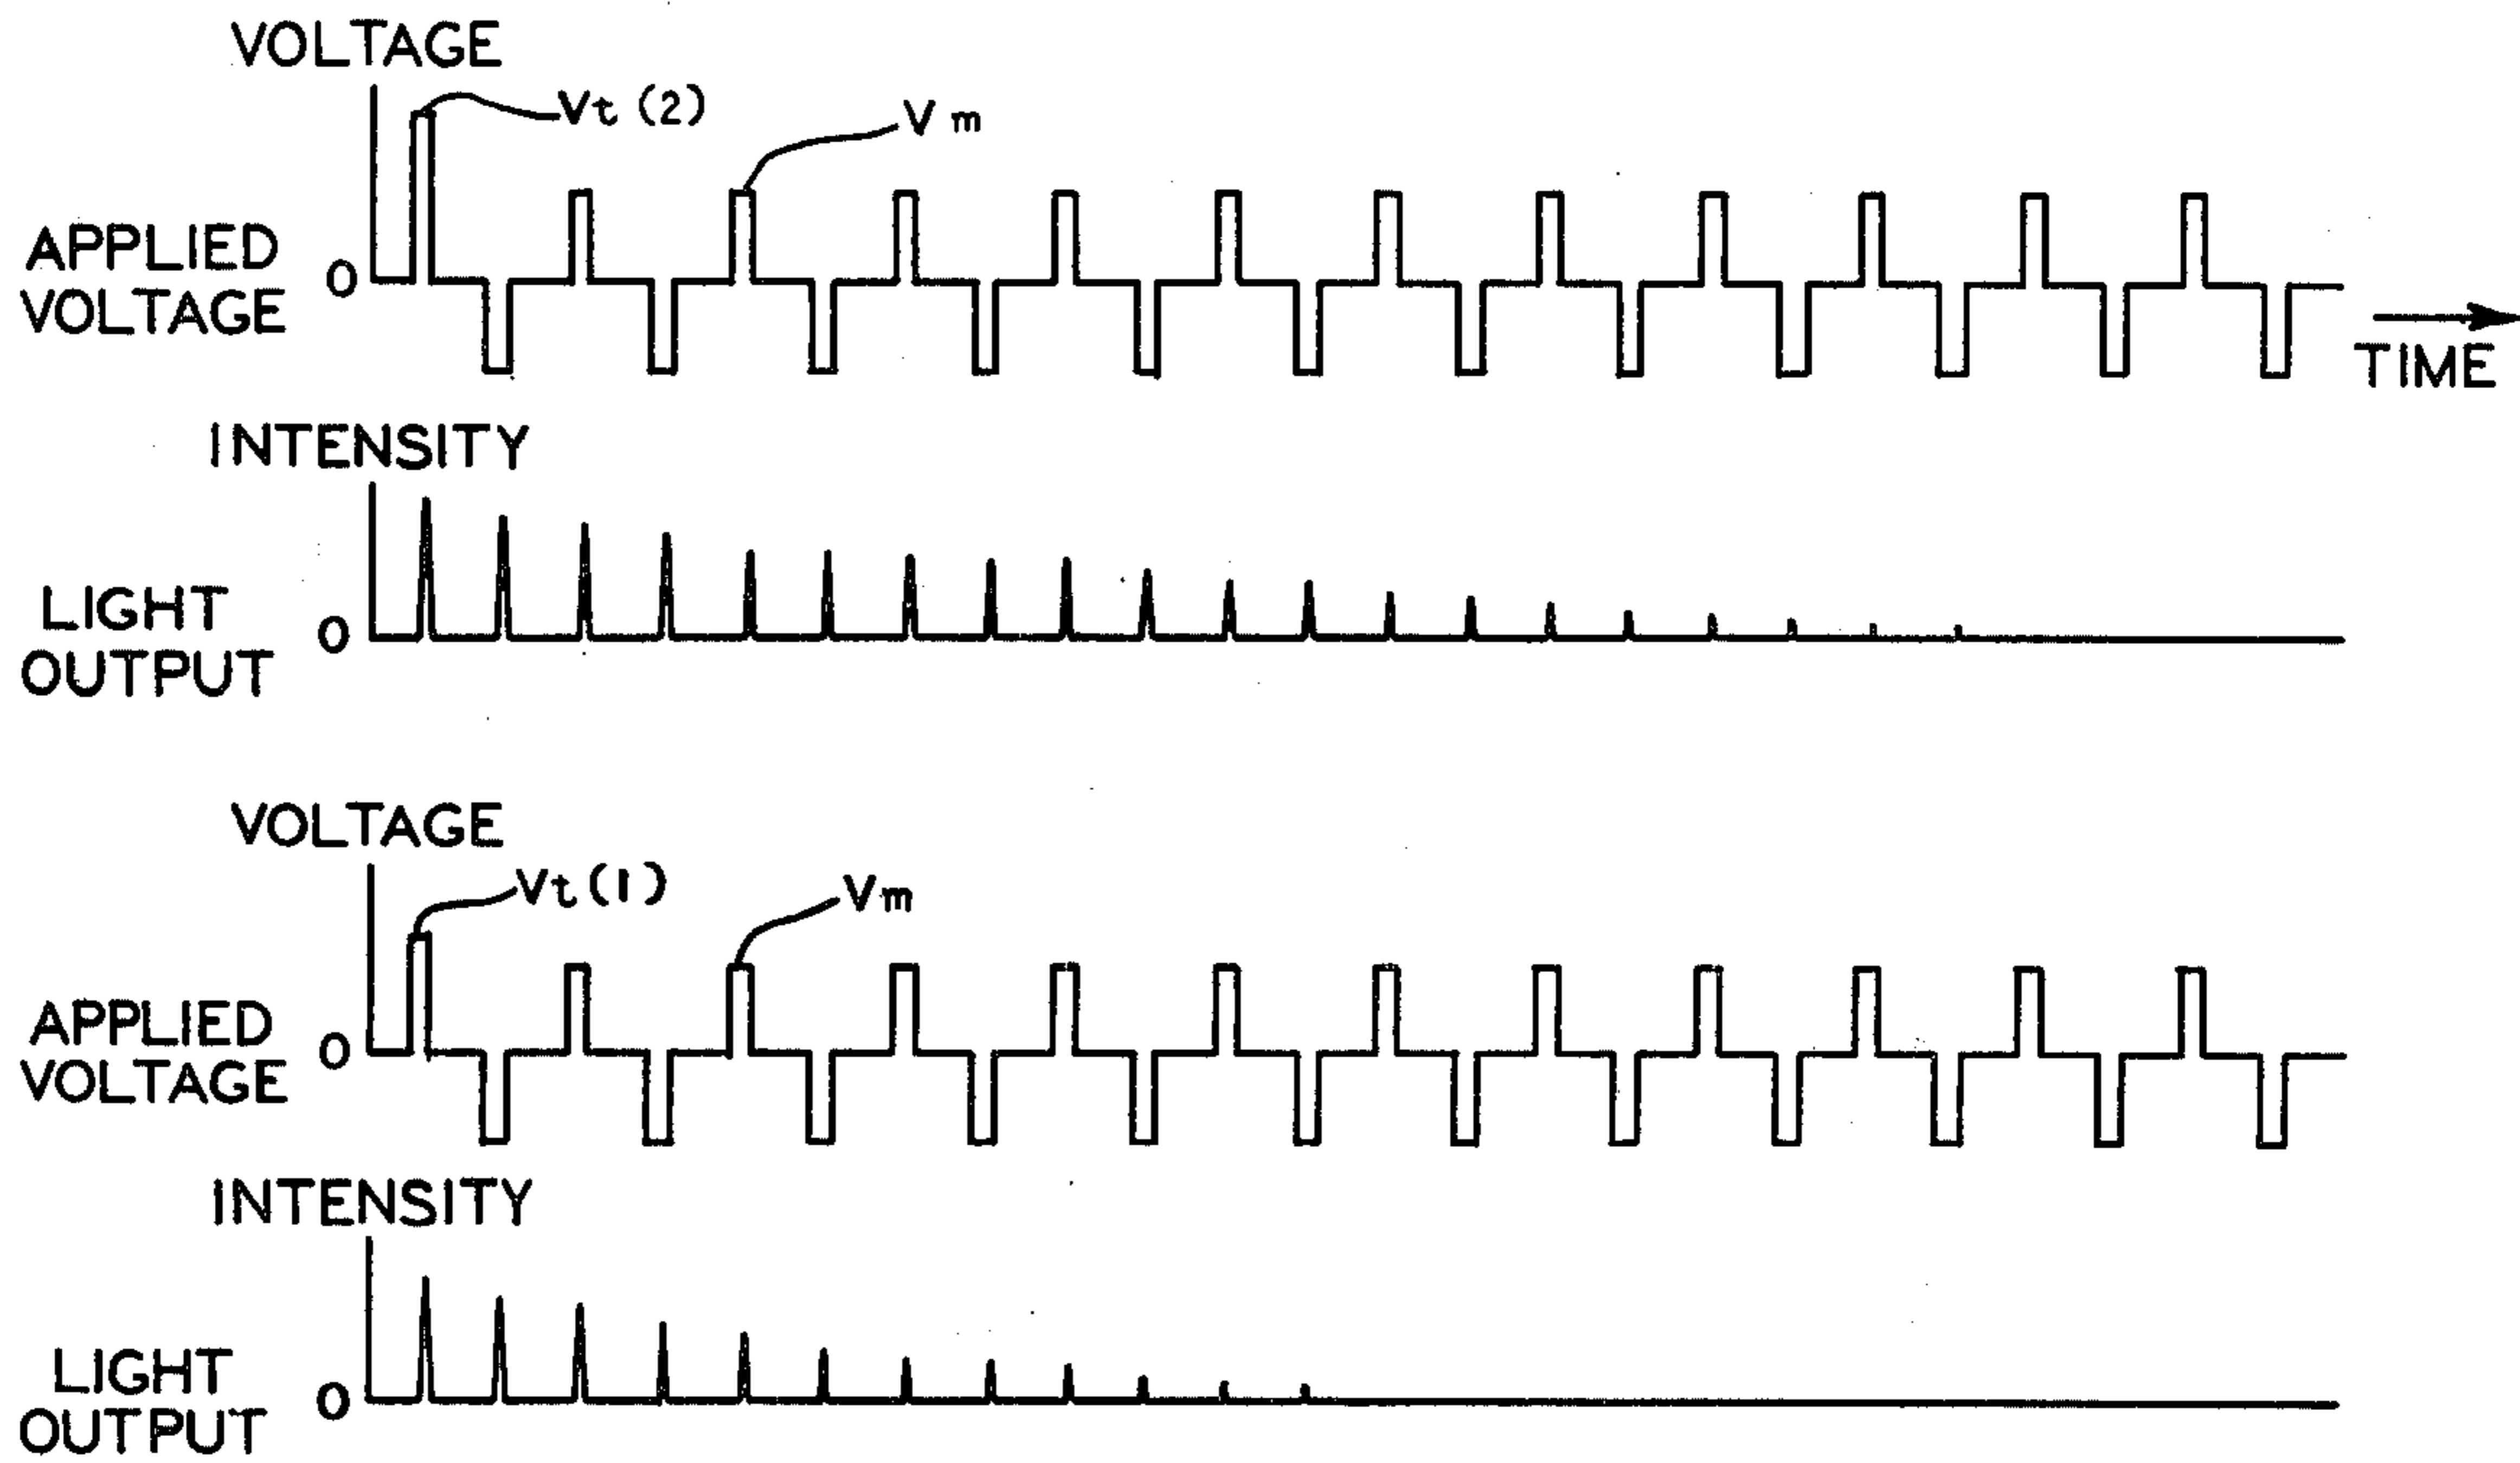 VOLTAGE
Vt (2)
Vm
APPLIED
VOLTAGE
0
TIME
INTENSITY
LIGHT
OUTPUT
0
VOLTAGE
Vt (1)
Vm
APPLIED
VOLTAGE
0
INTENSITY
LIGHT
OUTPUT
0